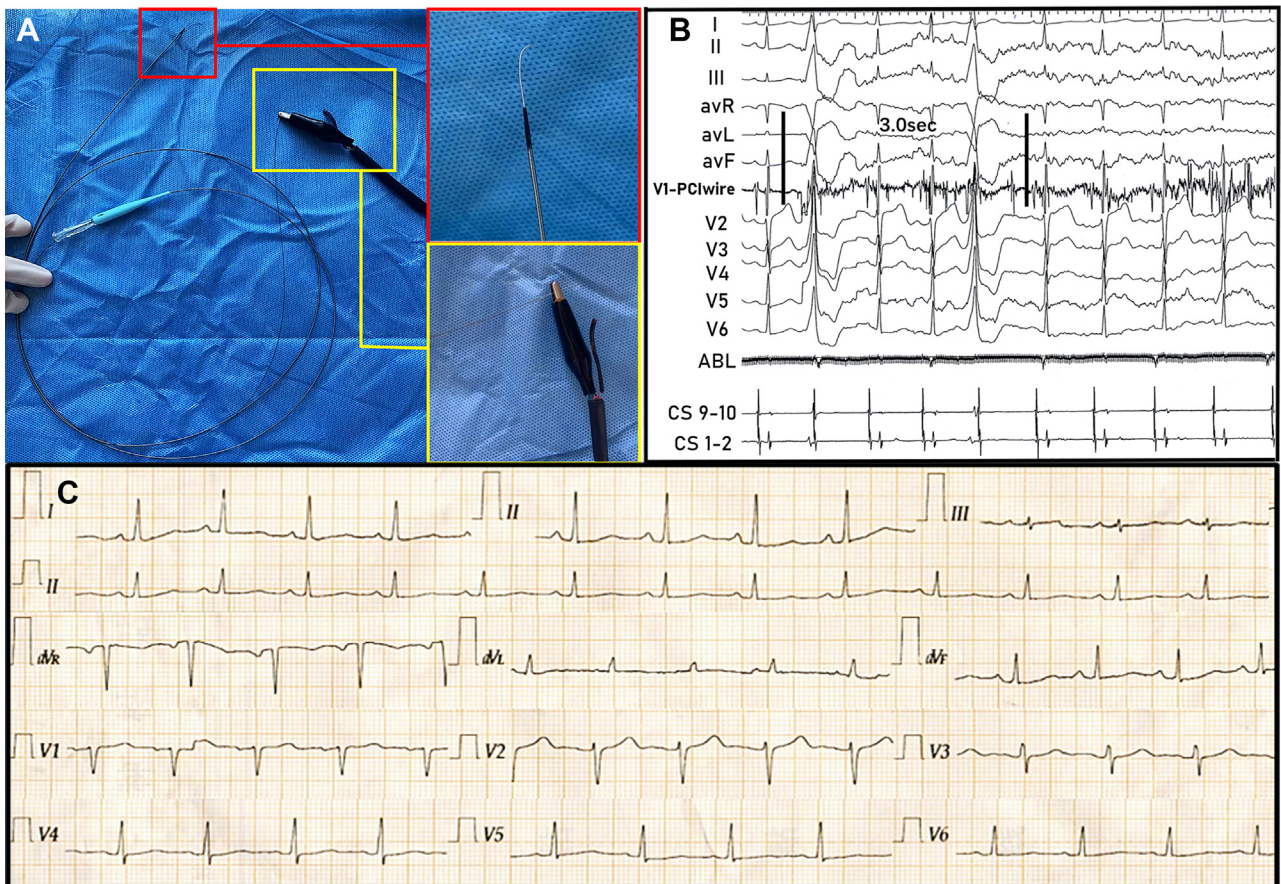 A
B
I
II
III
avR
avL
3.0sec
avF
V1-PCIwire
V2
V3
V4
V5
V6
ABL
CS 9-10
CS 1-2
C
I
II
III
II
aVR
aVL
aVF
V1
V2
V3
V4
V5
V6